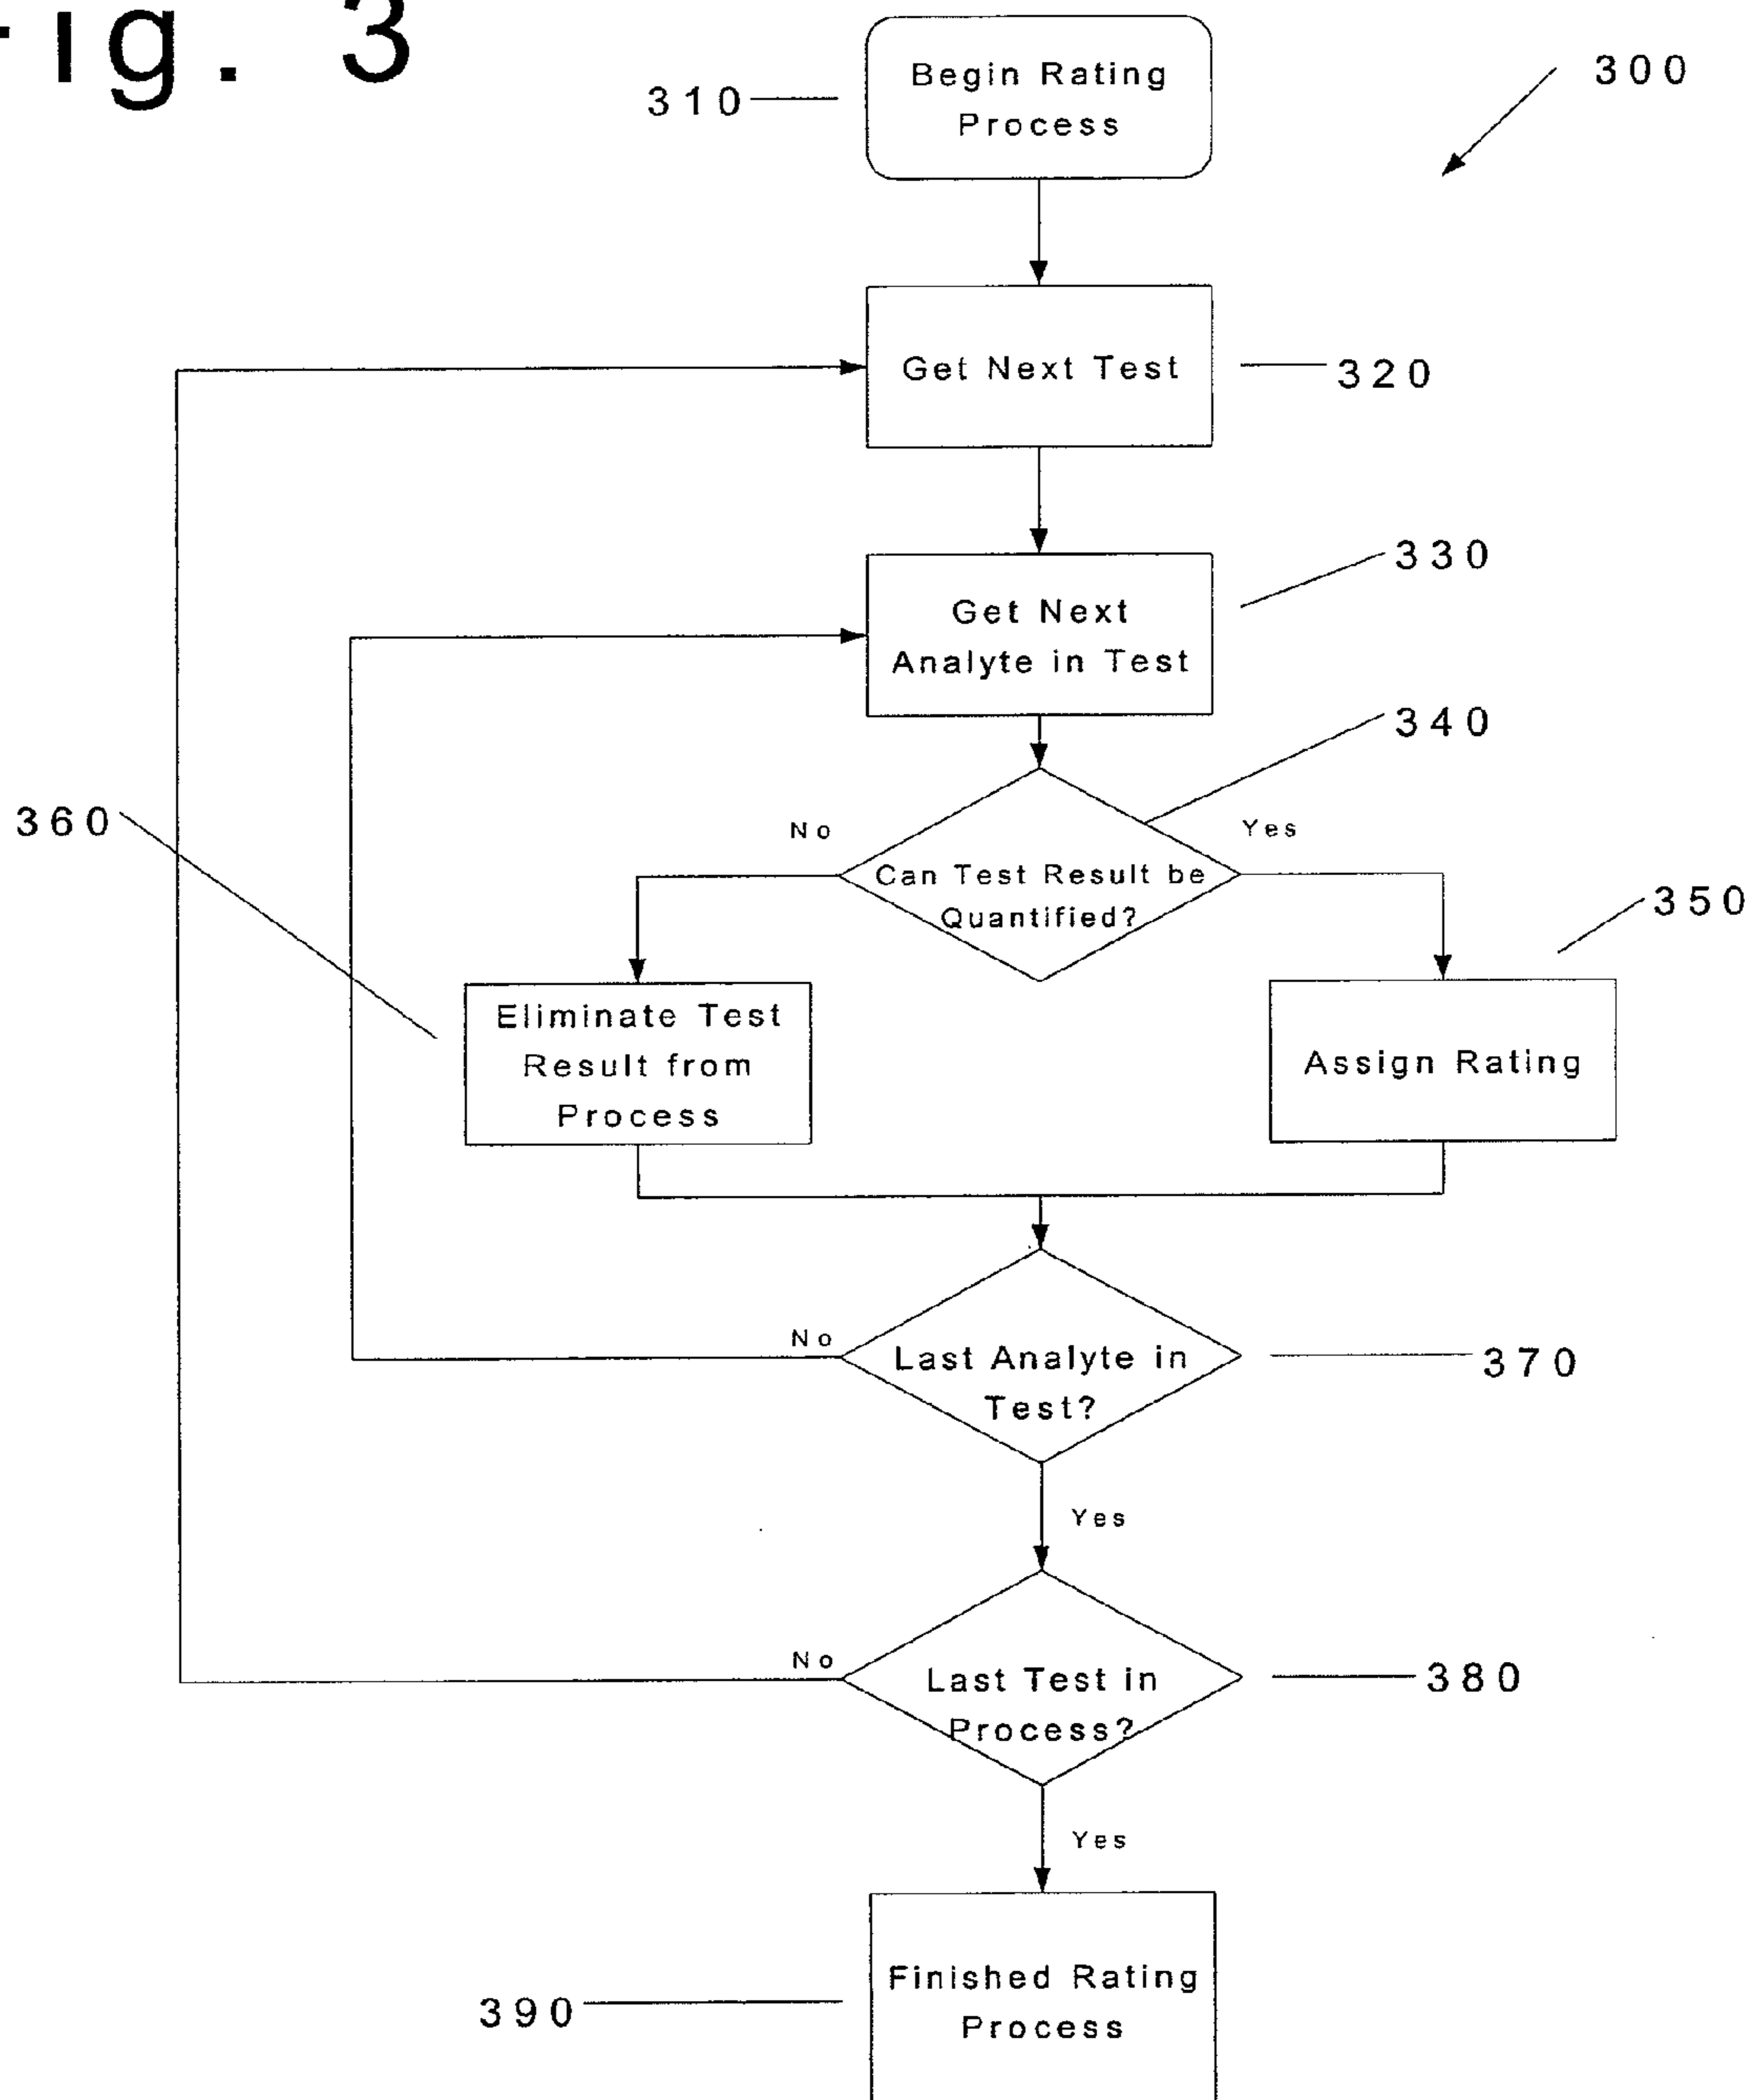 Fig. 3
Begin Rating
Process
310
300
Get Next Test
320
330
Get Next
Analyte in Test
340
360
No
Yes
Can Test Result be
Quantified?
350
Eliminate Test
Result from
Process
Assign Rating
No
Last Analyte in
Test?
370
Yes
No
Last Test in
Process?
380
Yes
Finished Rating
Process
390